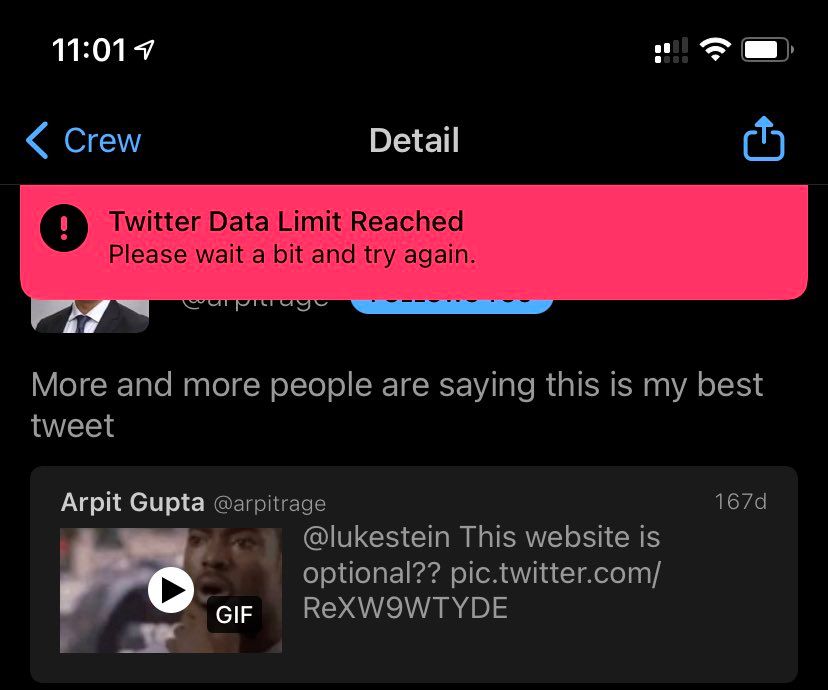 11:01
Crew
Detail
Twitter Data Limit Reached
Please wait a bit and try again.
@arpitrage FOLLOWS YOU
More and more people are saying this is my best
tweet
Arpit Gupta @arpitrage 167d
@lukestein This website is
optional?? pic.twitter.com/
ReXW9WTYDE
GIF